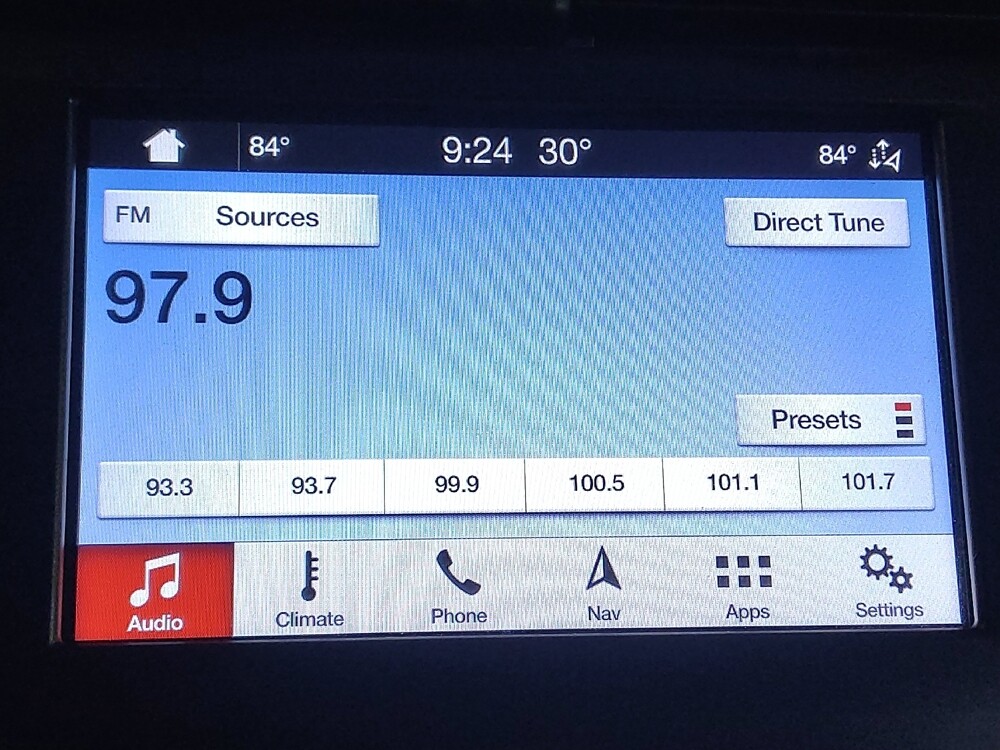 84° 9:24 30° 84°
FM Sources Direct Tune
97.9
Presets
93.3 93.7 99.9 100.5 101.1 101.7
Audio Climate Phone Nav Apps Settings